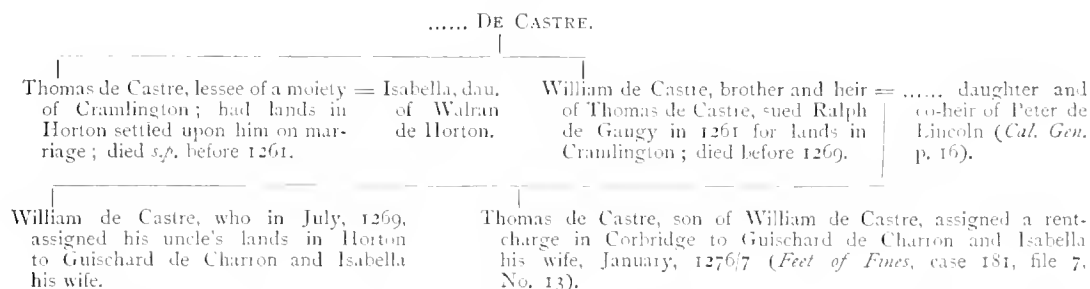 ...... DE CASTRE.
Thomas de Castre, lessee of a moiety
of Cramlington; had lands in
Horton settled upon him on mar-
riage; died s.p. before 1261.
= Isabella, dau.
of Walran
de Horton.
William de Castre, brother and heir
of Thomas de Castre, sued Ralph
de Gaugy in 1261 for lands in
Cramlington; died before 1269.
= ...... daughter and
co-heir of Peter de
Lincoln (Cal. Gen.
p. 16).
William de Castre, who in July, 1269,
assigned his uncle's lands in Horton
to Guischard de Charron and Isabella
his wife.
Thomas de Castre, son of William de Castre, assigned a rent-
charge in Corbridge to Guischard de Charron and Isabella
his wife, January, 1276/7 (Feet of Fines, case 181, file 7,
No. 13).